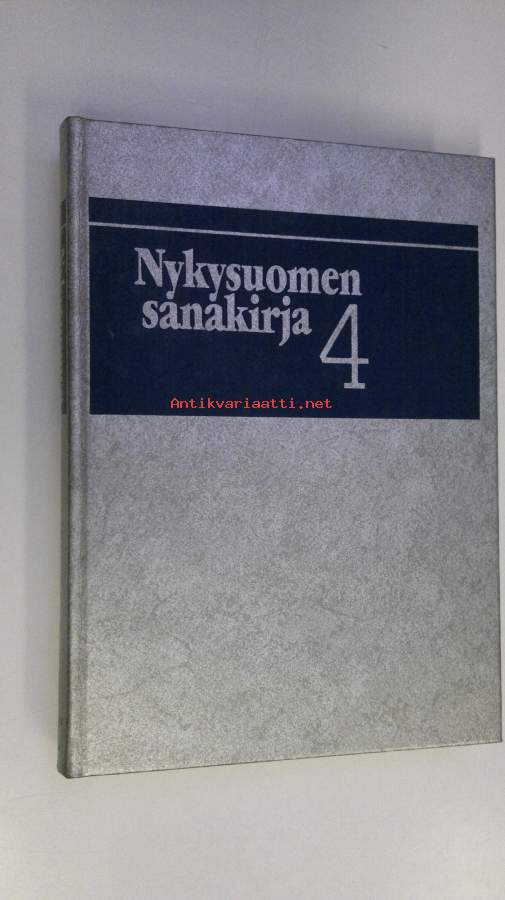 Nykysuomen
sanakirja 4
Antikvariaatti.net